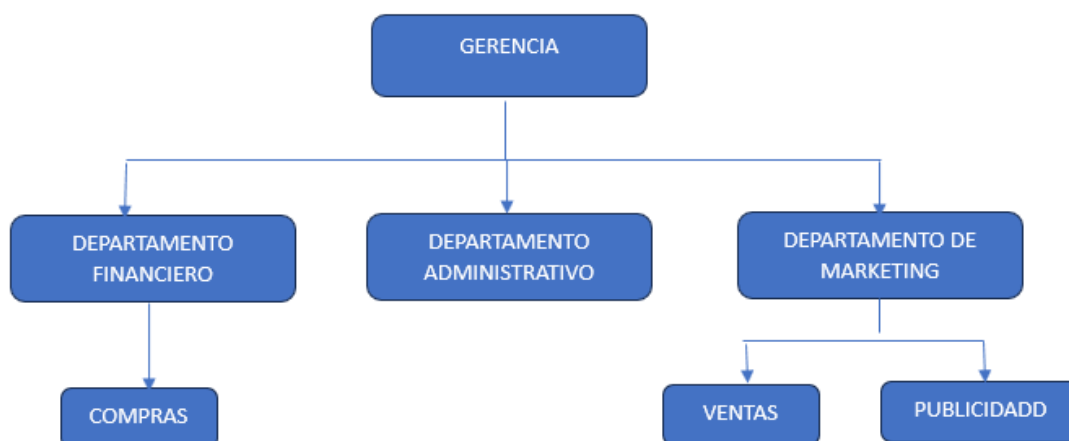 GERENCIA
DEPARTAMENTO
FINANCIERO
DEPARTAMENTO
ADMINISTRATIVO
DEPARTAMENTO DE
MARKETING
COMPRAS
VENTAS
PUBLICIDADD